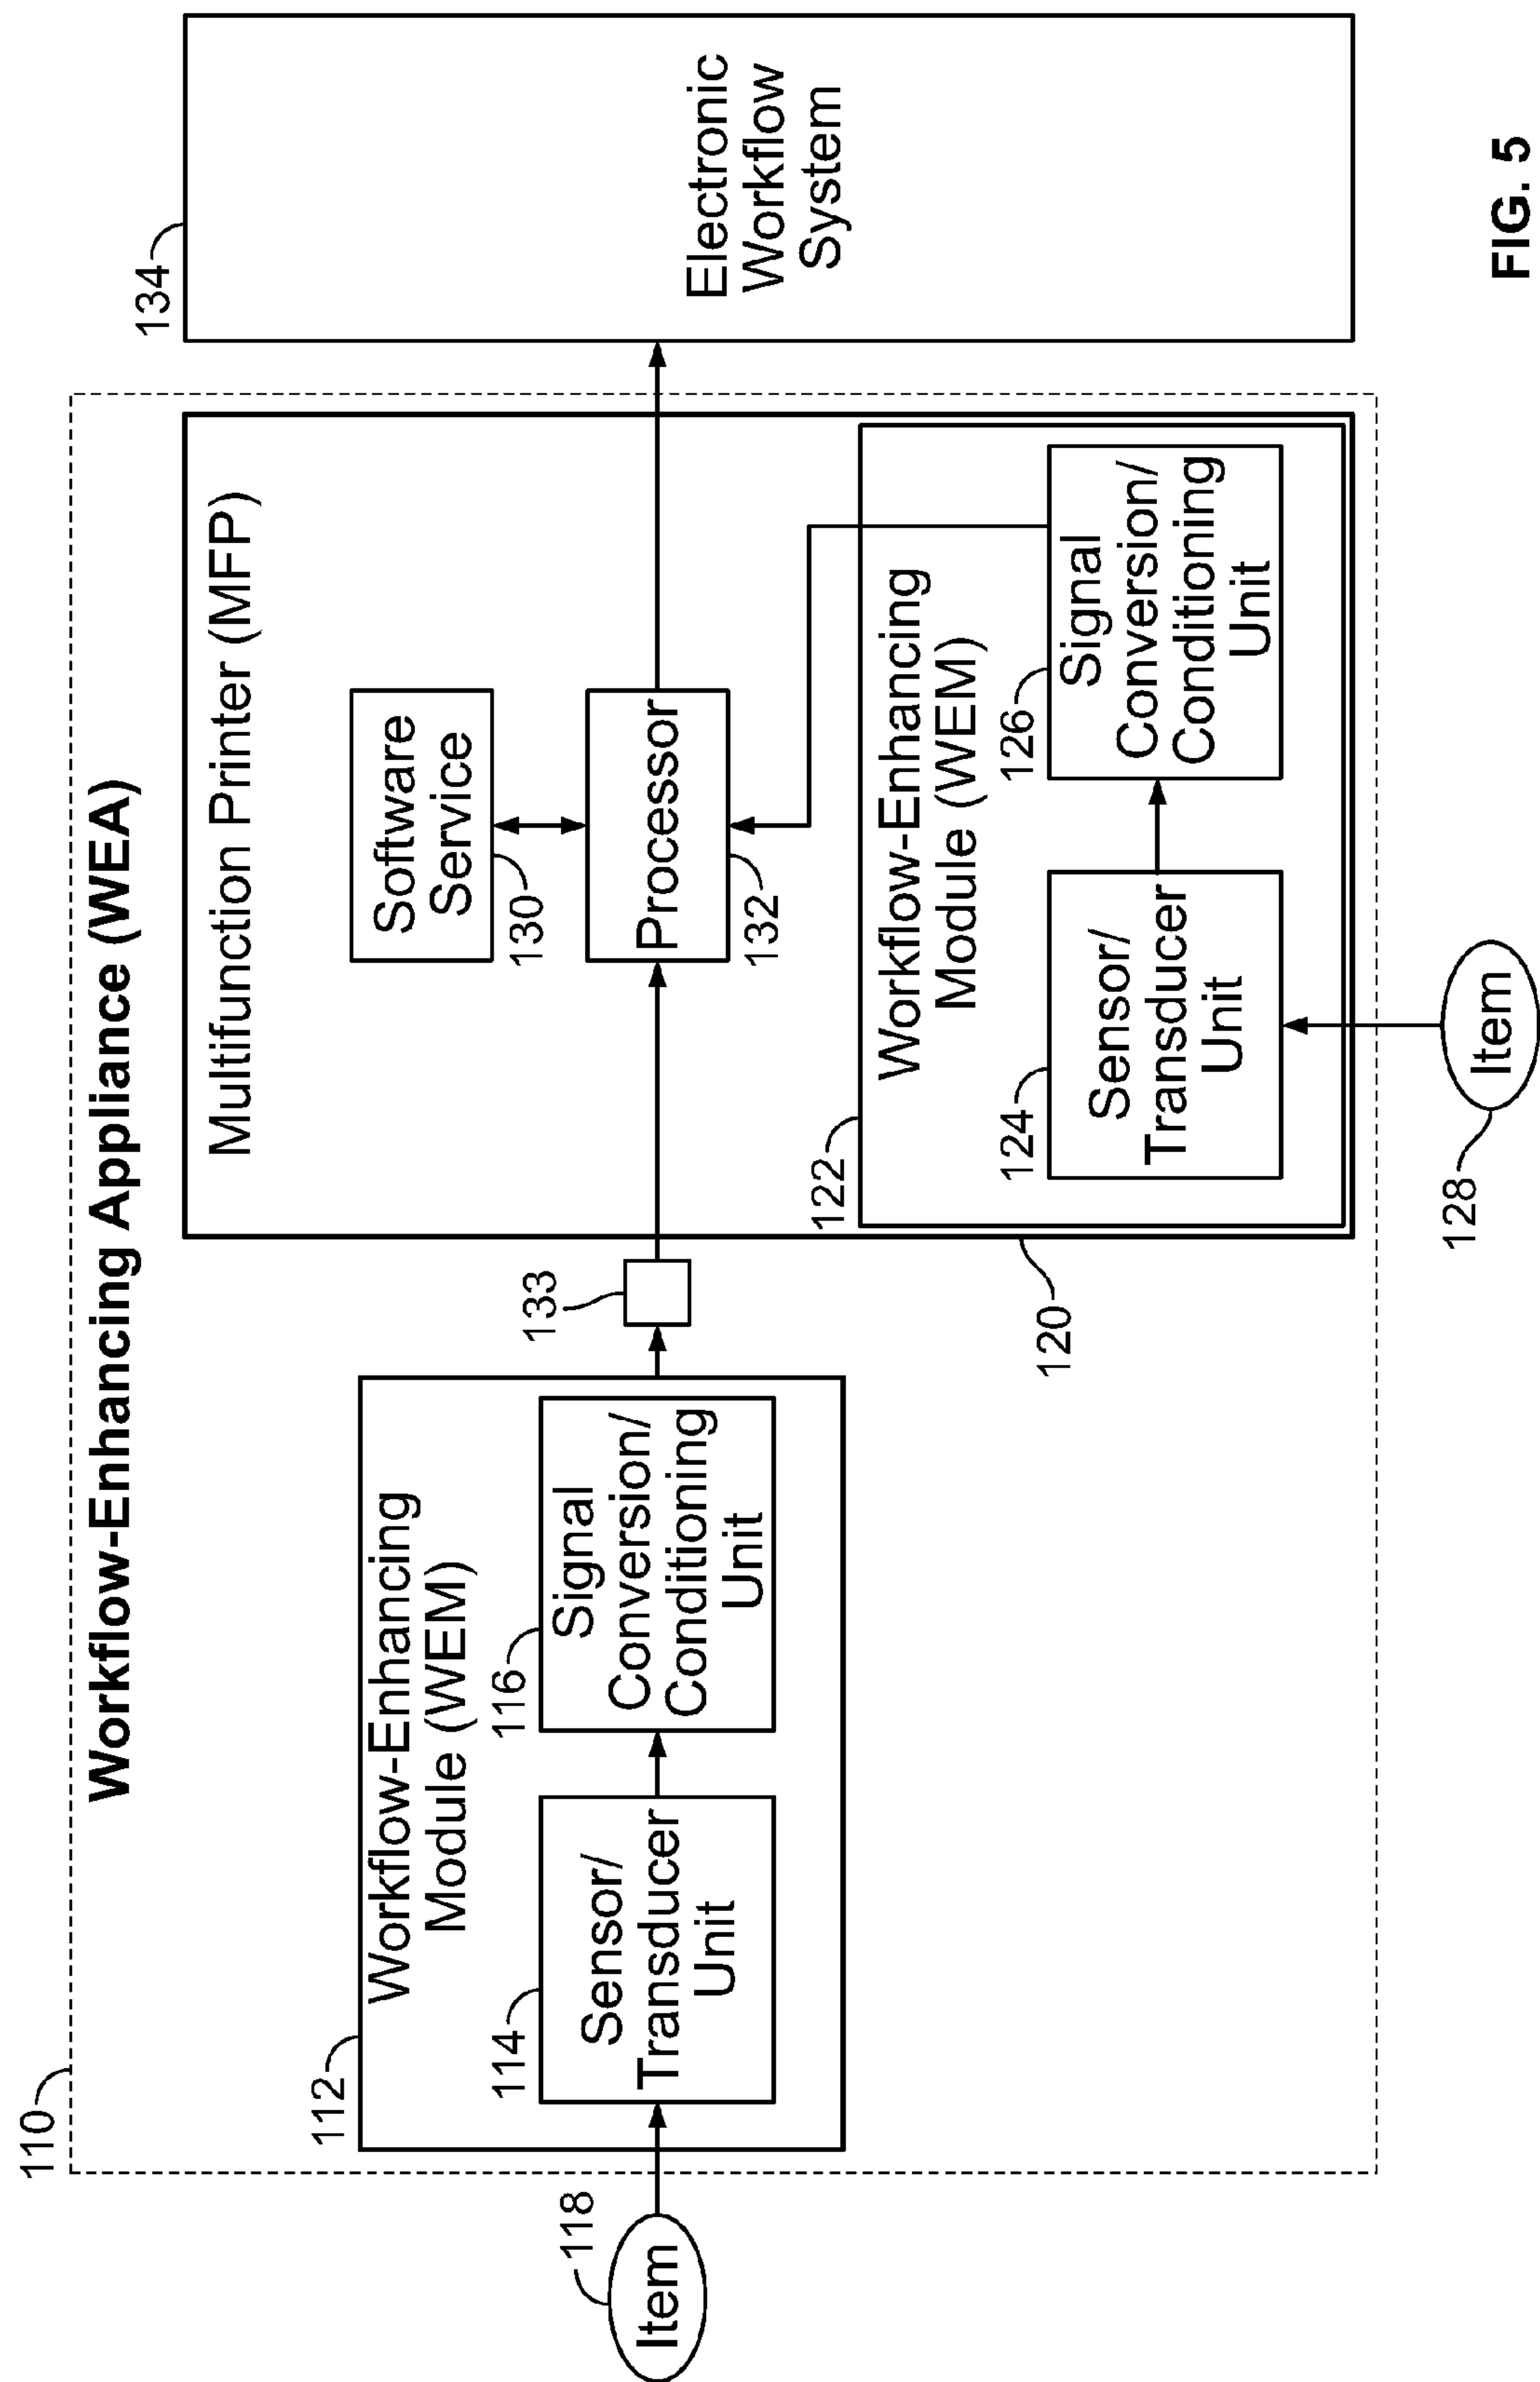 110
Workflow-Enhancing Appliance (WEA)
118
Item
112
Workflow-Enhancing
Module (WEM)
114
Sensor/
Transducer
Unit
116
Signal
Conversion/
Conditioning
Unit
133
120
Multifunction Printer (MFP)
Software
Service
130
Processor
132
122
Workflow-Enhancing
Module (WEM)
124
Sensor/
Transducer
Unit
126
Signal
Conversion/
Conditioning
Unit
128
Item
134
Electronic
Workflow
System
FIG. 5